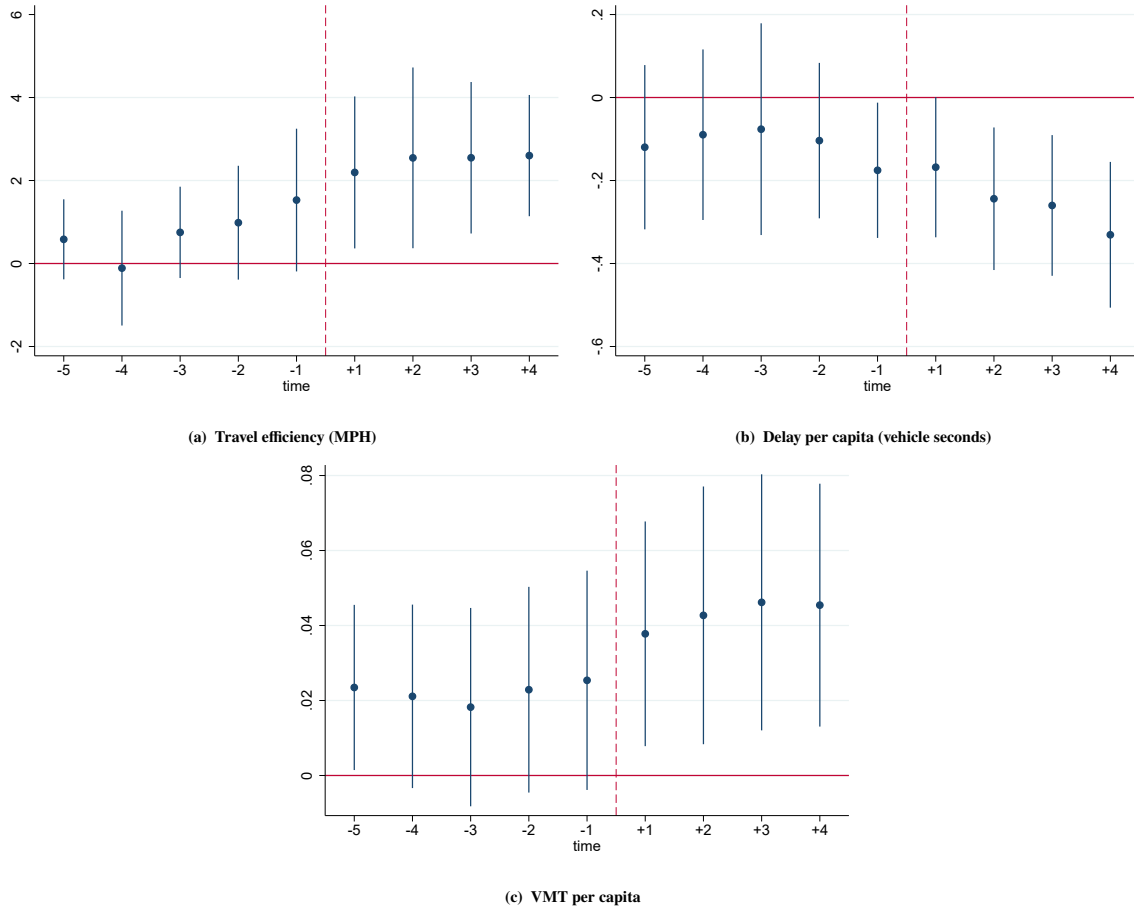 6
4
2
0
-2
-5 -4 -3 -2 -1 +1 +2 +3 +4
time
(a) Travel efficiency (MPH)
.2
0
-.2
-.4
-.6
-5 -4 -3 -2 -1 +1 +2 +3 +4
time
(b) Delay per capita (vehicle seconds)
.08
.06
.04
.02
0
-5 -4 -3 -2 -1 +1 +2 +3 +4
time
(c) VMT per capita